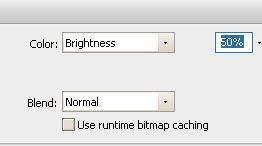 Color: Brightness 50%
Blend: Normal
Use runtime bitmap caching